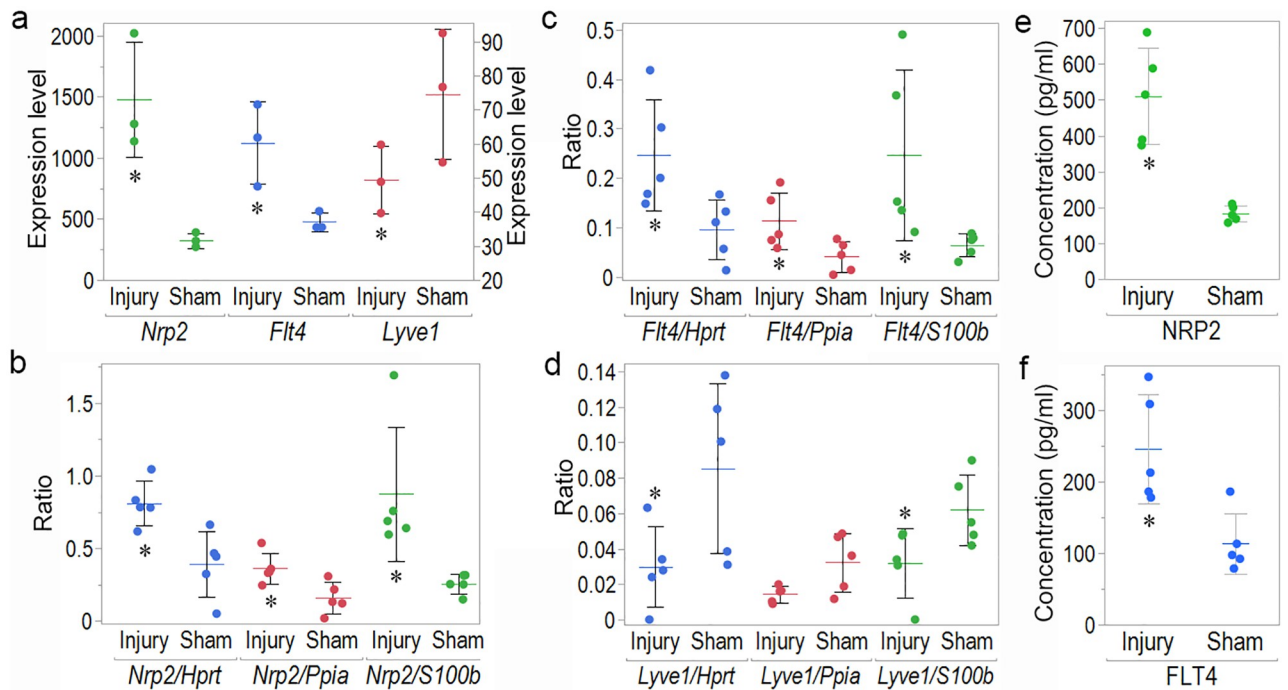 a
Expression level
2000
1500
1000
500
0
90
80
70
60
50
40
30
20
Expression level
* * *
Injury Sham Injury Sham Injury Sham
Nrp2 Flt4 Lyve1
b
Ratio
1.5
1.0
0.5
0
* * *
Injury Sham Injury Sham Injury Sham
Nrp2/Hprt Nrp2/Ppia Nrp2/S100b
c
Ratio
0.5
0.4
0.3
0.2
0.1
0
* * *
Injury Sham Injury Sham Injury Sham
Flt4/Hprt Flt4/Ppia Flt4/S100b
d
Ratio
0.14
0.12
0.10
0.08
0.06
0.04
0.02
0
* *
Injury Sham Injury Sham Injury Sham
Lyve1/Hprt Lyve1/Ppia Lyve1/S100b
e
Concentration (pg/ml)
700
600
500
400
300
200
100
0
*
Injury Sham
NRP2
f
Concentration (pg/ml)
300
200
100
0
*
Injury Sham
FLT4